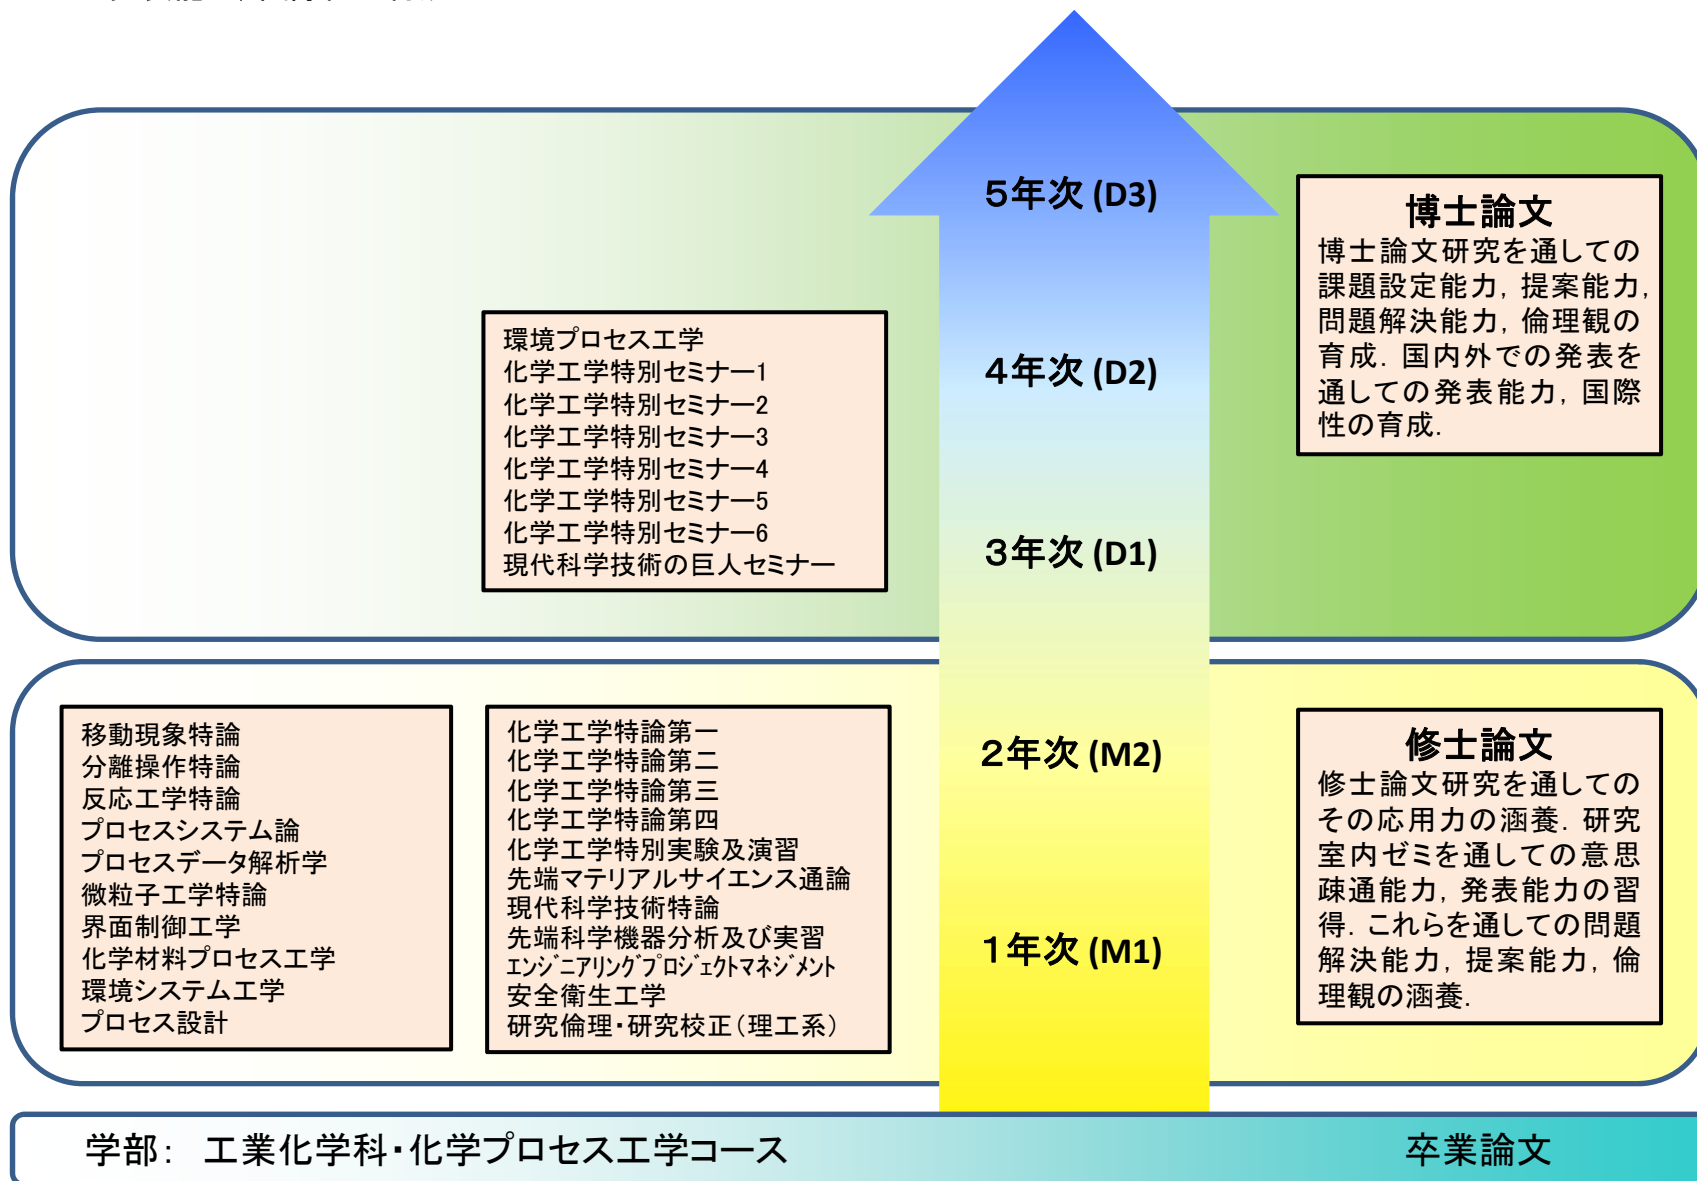 5年次 (D3)
博士論文
博士論文研究を通しての
課題設定能力, 提案能力,
問題解決能力, 倫理観の
育成. 国内外での発表を
通しての発表能力, 国際
性の育成.
環境プロセス工学
化学工学特別セミナー1
化学工学特別セミナー2
化学工学特別セミナー3
化学工学特別セミナー4
化学工学特別セミナー5
化学工学特別セミナー6
現代科学技術の巨人セミナー
4年次 (D2)
3年次 (D1)
移動現象特論
分離操作特論
反応工学特論
プロセスシステム論
プロセスデータ解析学
微粒子工学特論
界面制御工学
化学材料プロセス工学
環境システム工学
プロセス設計
化学工学特論第一
化学工学特論第二
化学工学特論第三
化学工学特論第四
化学工学特別実験及演習
先端マテリアルサイエンス通論
現代科学技術特論
先端科学機器分析及び実習
エンジニアリングプロジェクトマネジメント
安全衛生工学
研究倫理・研究校正（理工系）
2年次 (M2)
1年次 (M1)
修士論文
修士論文研究を通しての
その応用力の涵養. 研究
室内ゼミを通しての意思
疎通能力, 発表能力の習
得. これらを通しての問題
解決能力, 提案能力, 倫
理観の涵養.
学部： 工業化学科・化学プロセス工学コース 卒業論文